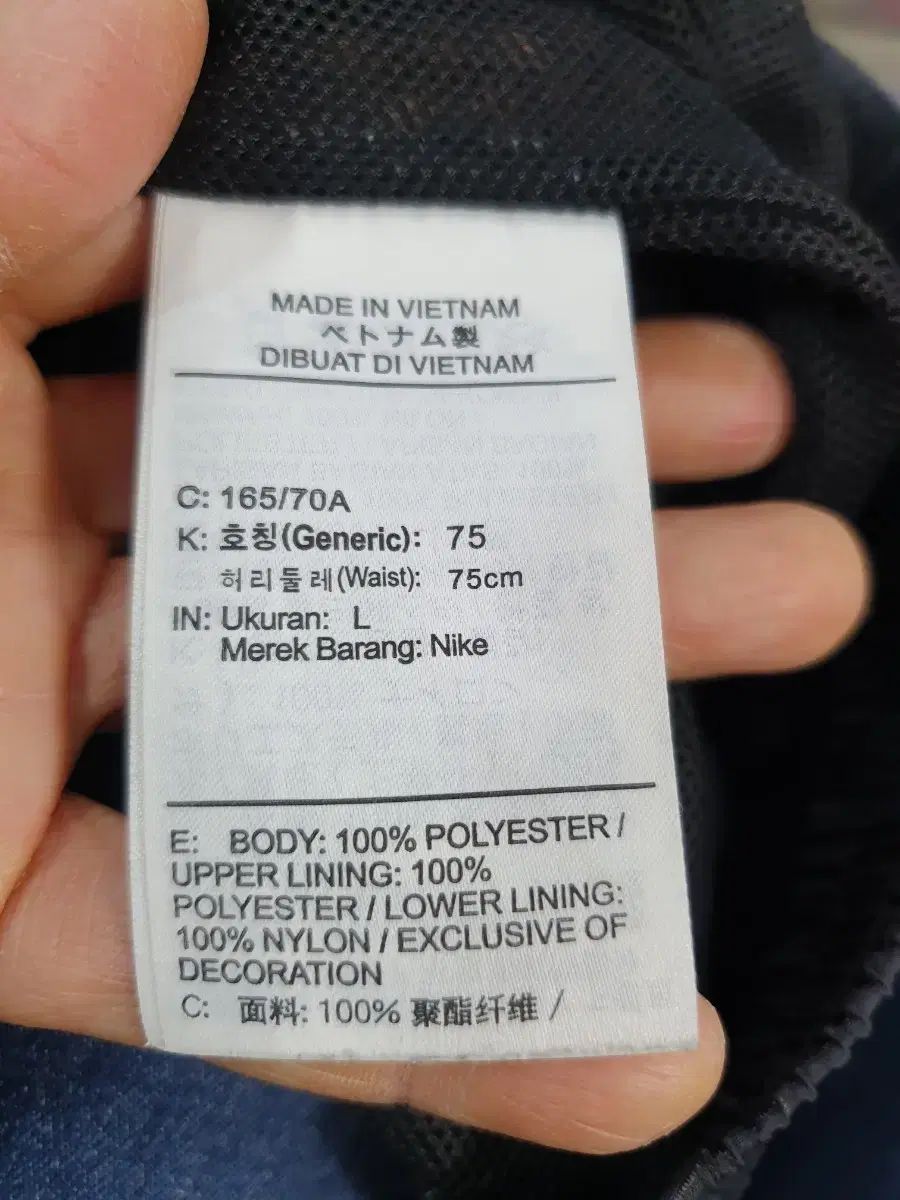 MADE IN VIETNAM
ベトナム製
DIBUAT DI VIETNAM
C: 165/70A
K: 호칭(Generic): 75
허리둘레(Waist): 75cm
IN: Ukuran: L
Merek Barang: Nike
E: BODY: 100% POLYESTER /
UPPER LINING: 100%
POLYESTER / LOWER LINING:
100% NYLON / EXCLUSIVE OF
DECORATION
C: 面料: 100% 聚酯纤维 /